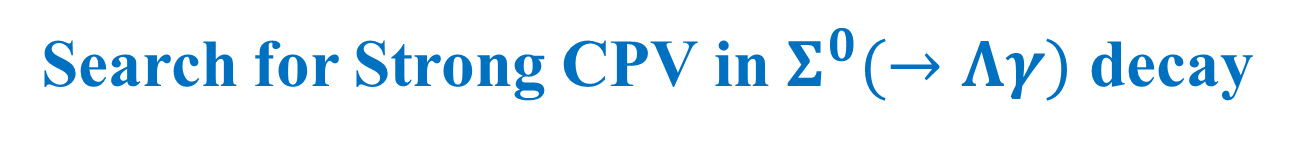 Search for Strong CPV in Σ⁰(→ Λγ) decay